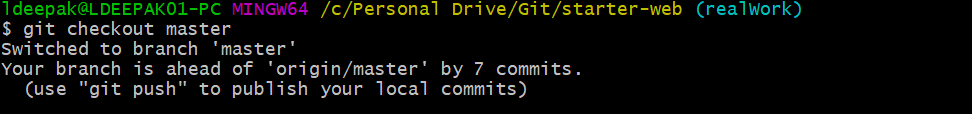 ldeepak@LDEEPAK01-PC MINGW64 /c/Personal Drive/Git/starter-web (realWork)
$ git checkout master
Switched to branch 'master'
Your branch is ahead of 'origin/master' by 7 commits.
  (use "git push" to publish your local commits)